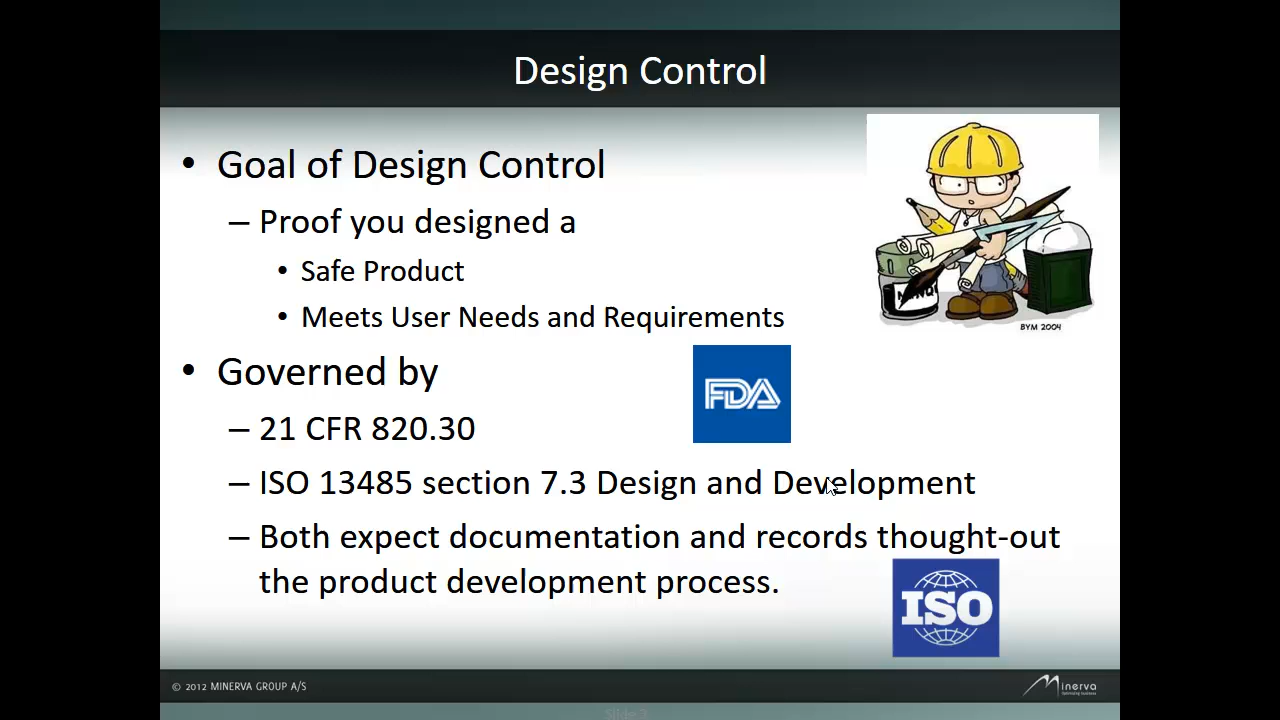 Design Control
• Goal of Design Control
– Proof you designed a
• Safe Product
• Meets User Needs and Requirements
BYM 2004
• Governed by
FDA
– 21 CFR 820.30
– ISO 13485 section 7.3 Design and Development
– Both expect documentation and records thought-out
the product development process.
ISO
© 2012 MINERVA GROUP A/S
Minerva